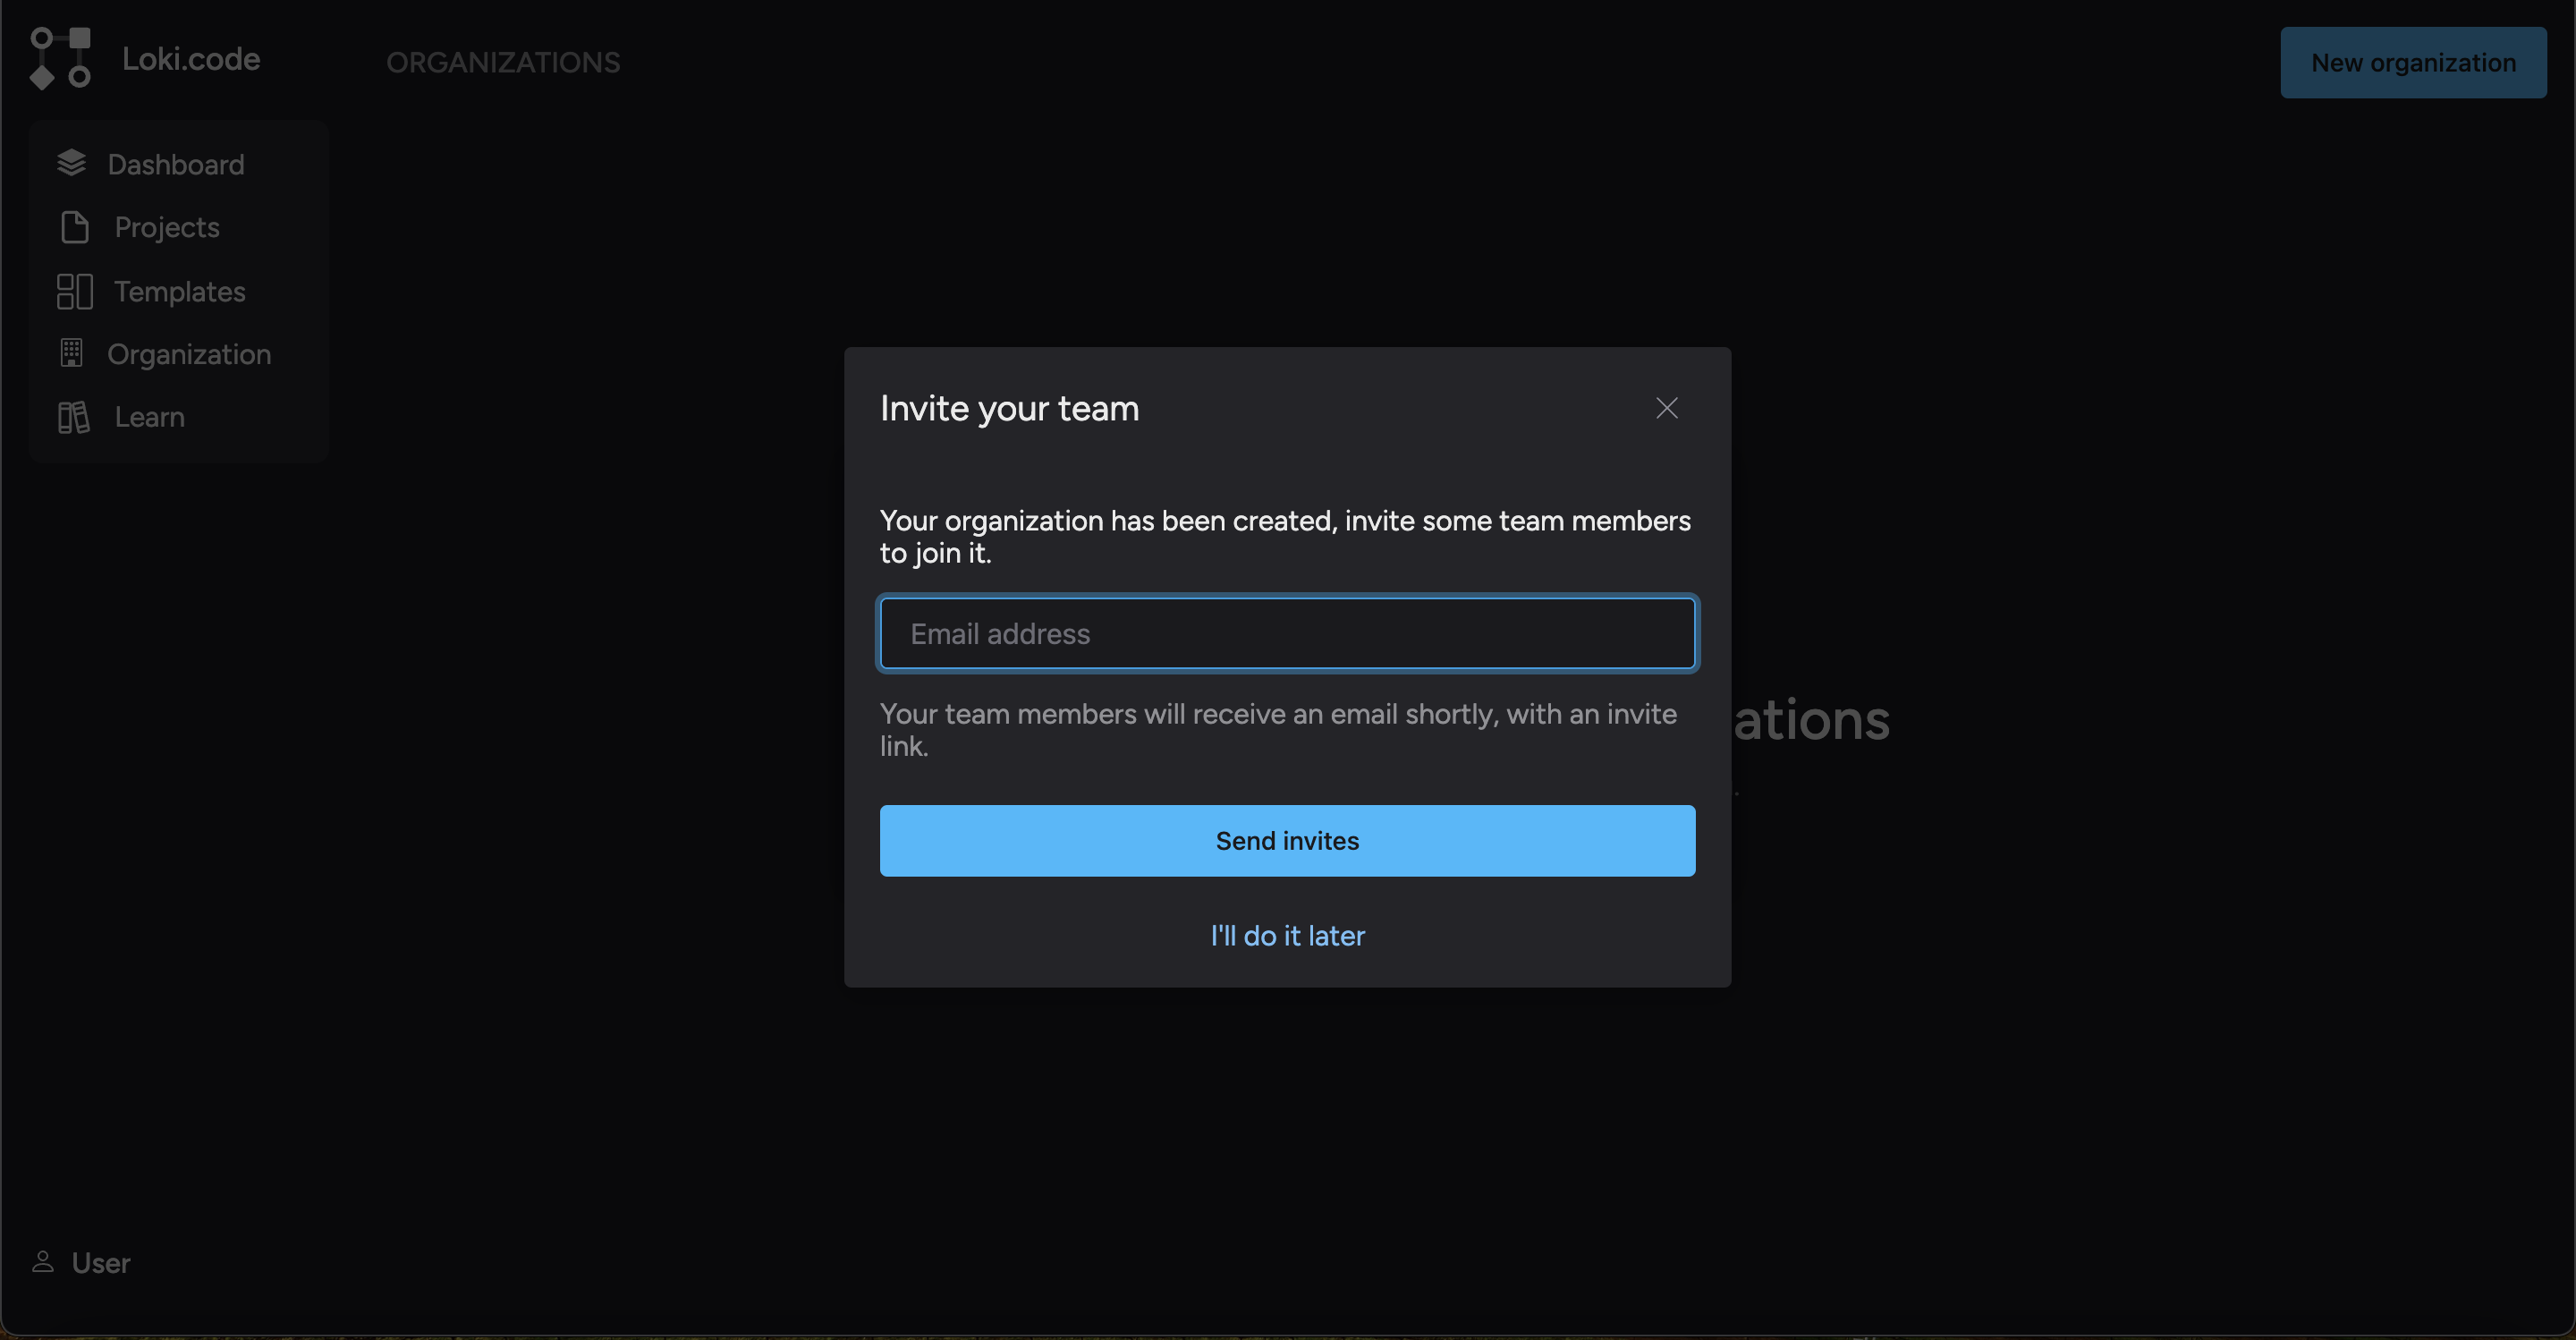 Loki.code
ORGANIZATIONS
New organization
Dashboard
Projects
Templates
Organization
Learn
Invite your team
Your organization has been created, invite some team members
to join it.
Email address
Your team members will receive an email shortly, with an invite
link.
ations
Send invites
I'll do it later
User